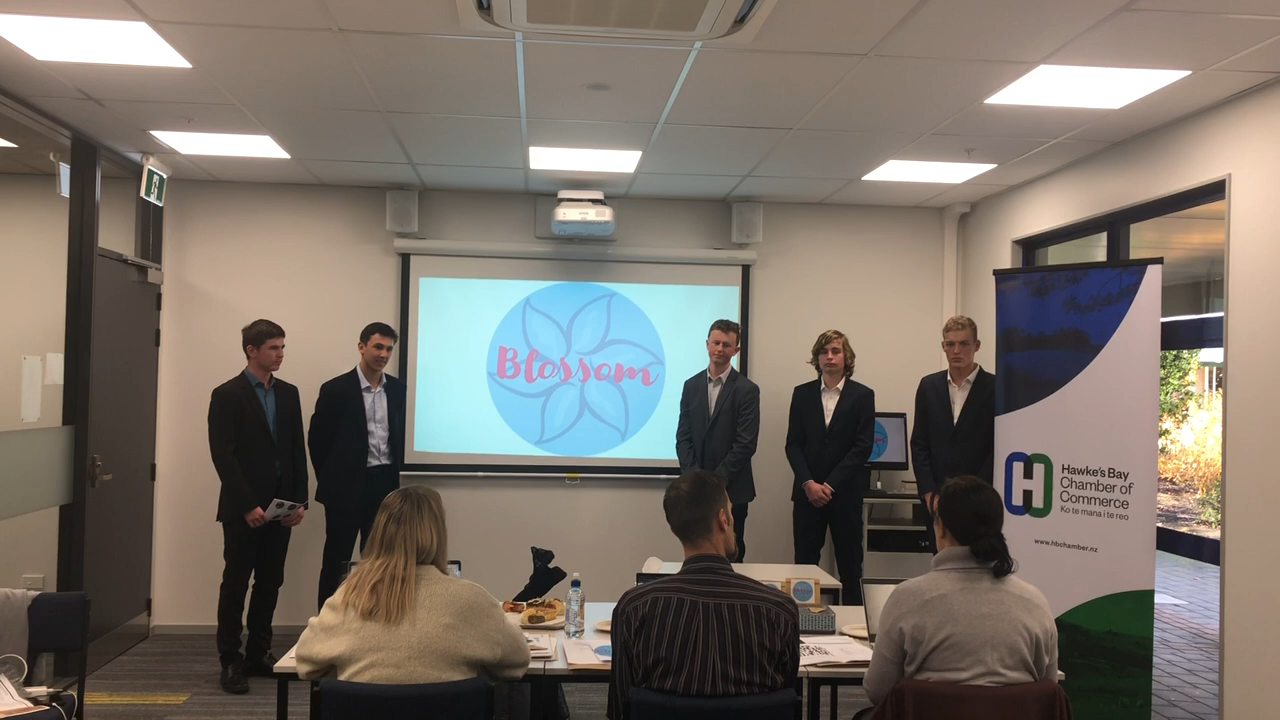 Blossom
Hawke's Bay
Chamber of
Commerce
Ko te mana i te reo
www.hbchamber.nz